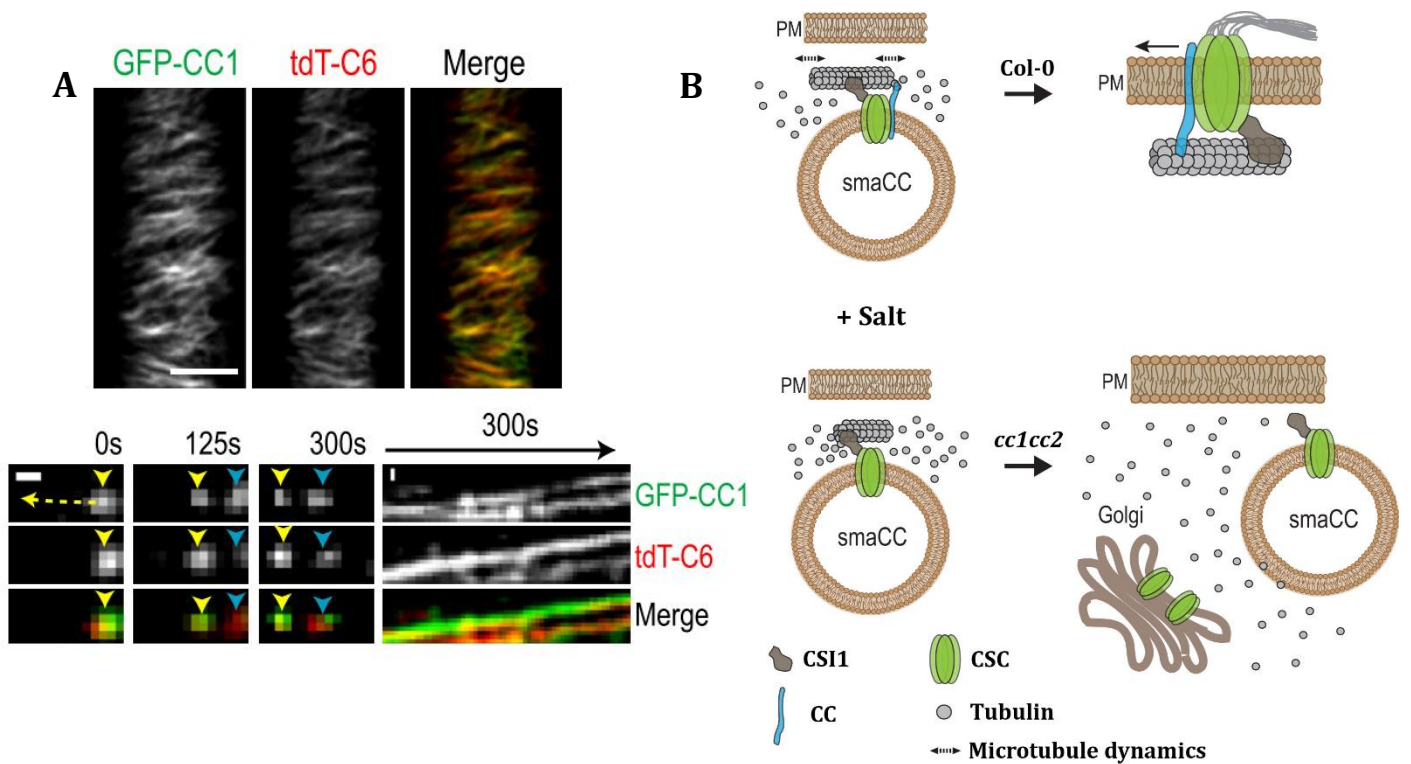 A
GFP-CC1 tdT-C6 Merge
0s 125s 300s 300s
GFP-CC1
tdT-C6
Merge
B
PM
smaCC
Col-0
PM
+ Salt
PM
smaCC
cc1cc2
PM
Golgi
smaCC
CSI1
CSC
CC
Tubulin
Microtubule dynamics